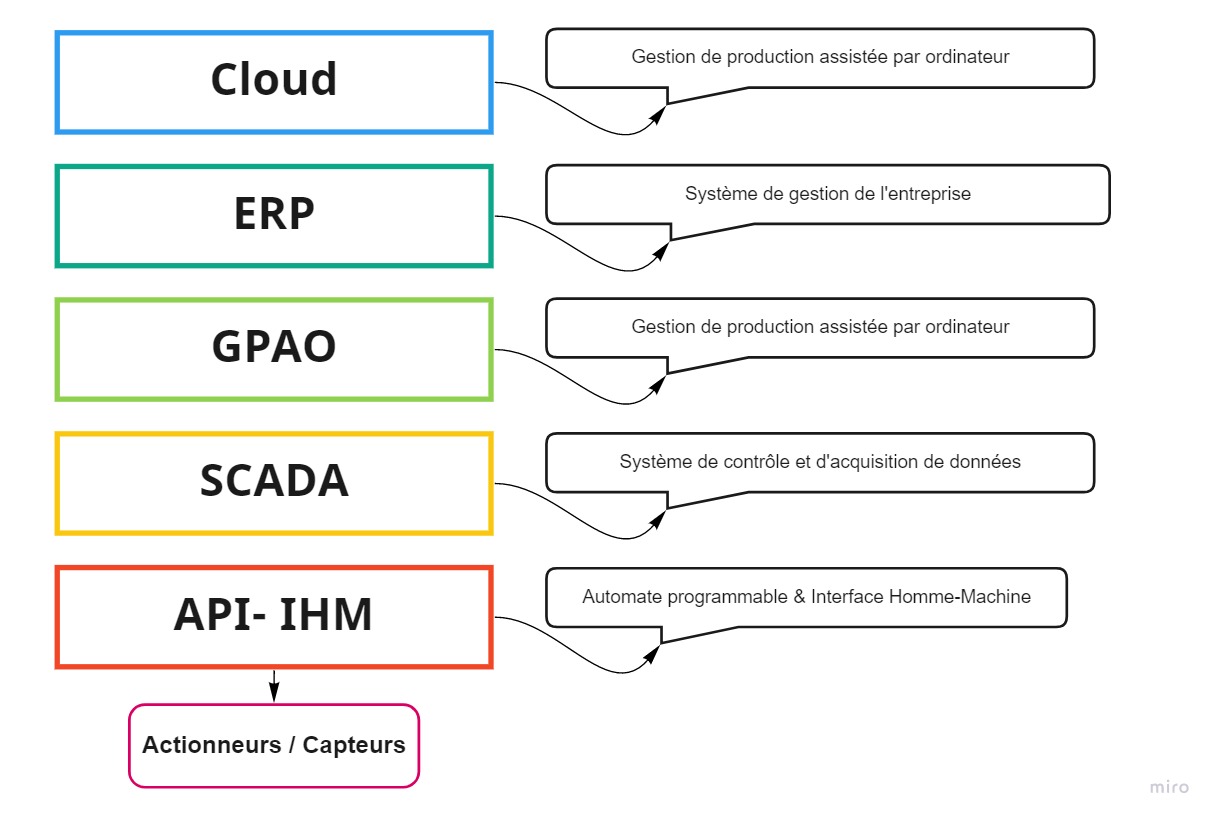 Cloud
Gestion de production assistée par ordinateur
ERP
Système de gestion de l'entreprise
GPAO
Gestion de production assistée par ordinateur
SCADA
Système de contrôle et d'acquisition de données
API- IHM
Automate programmable & Interface Homme-Machine
Actionneurs / Capteurs
miro